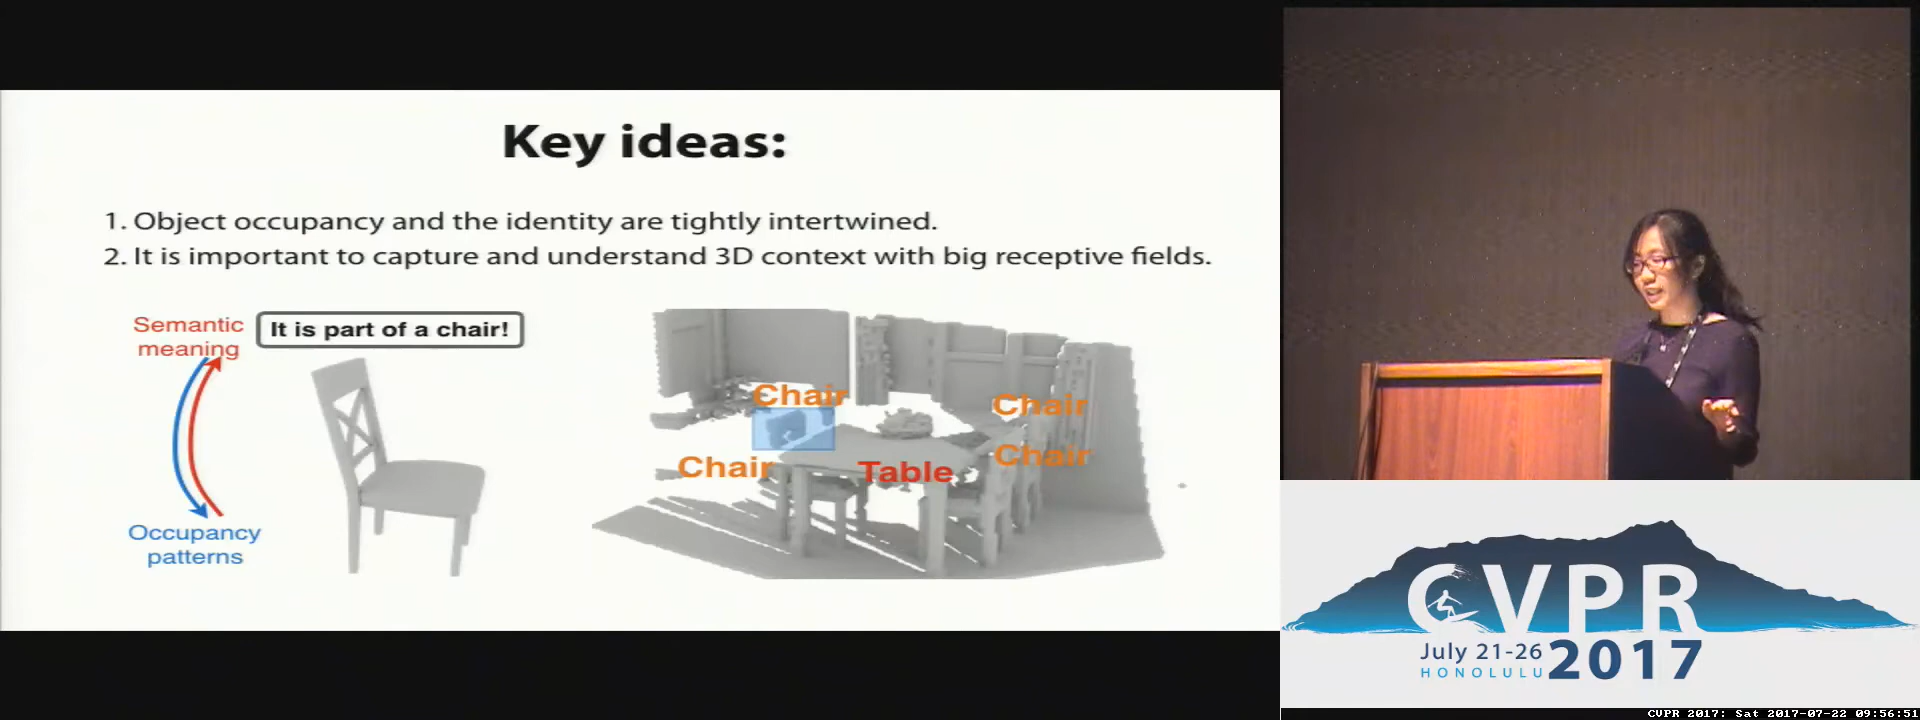 Key ideas:
1. Object occupancy and the identity are tightly intertwined.
2. It is important to capture and understand 3D context with big receptive fields.
Semantic
meaning
It is part of a chair!
Occupancy
patterns
Chair
Chair
Chair
Chair
Table
CVPR
July 21-26
HONOLULU
2017
CVPR 2017: Sat 2017-07-22 09:56:51